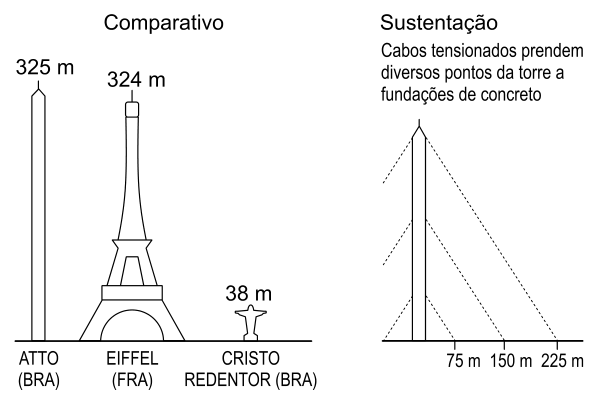 Comparativo
325 m
324 m
38 m
ATTO
(BRA)
EIFFEL
(FRA)
CRISTO
REDENTOR (BRA)
Sustentação
Cabos tensionados prendem
diversos pontos da torre a
fundações de concreto
75 m 150 m 225 m